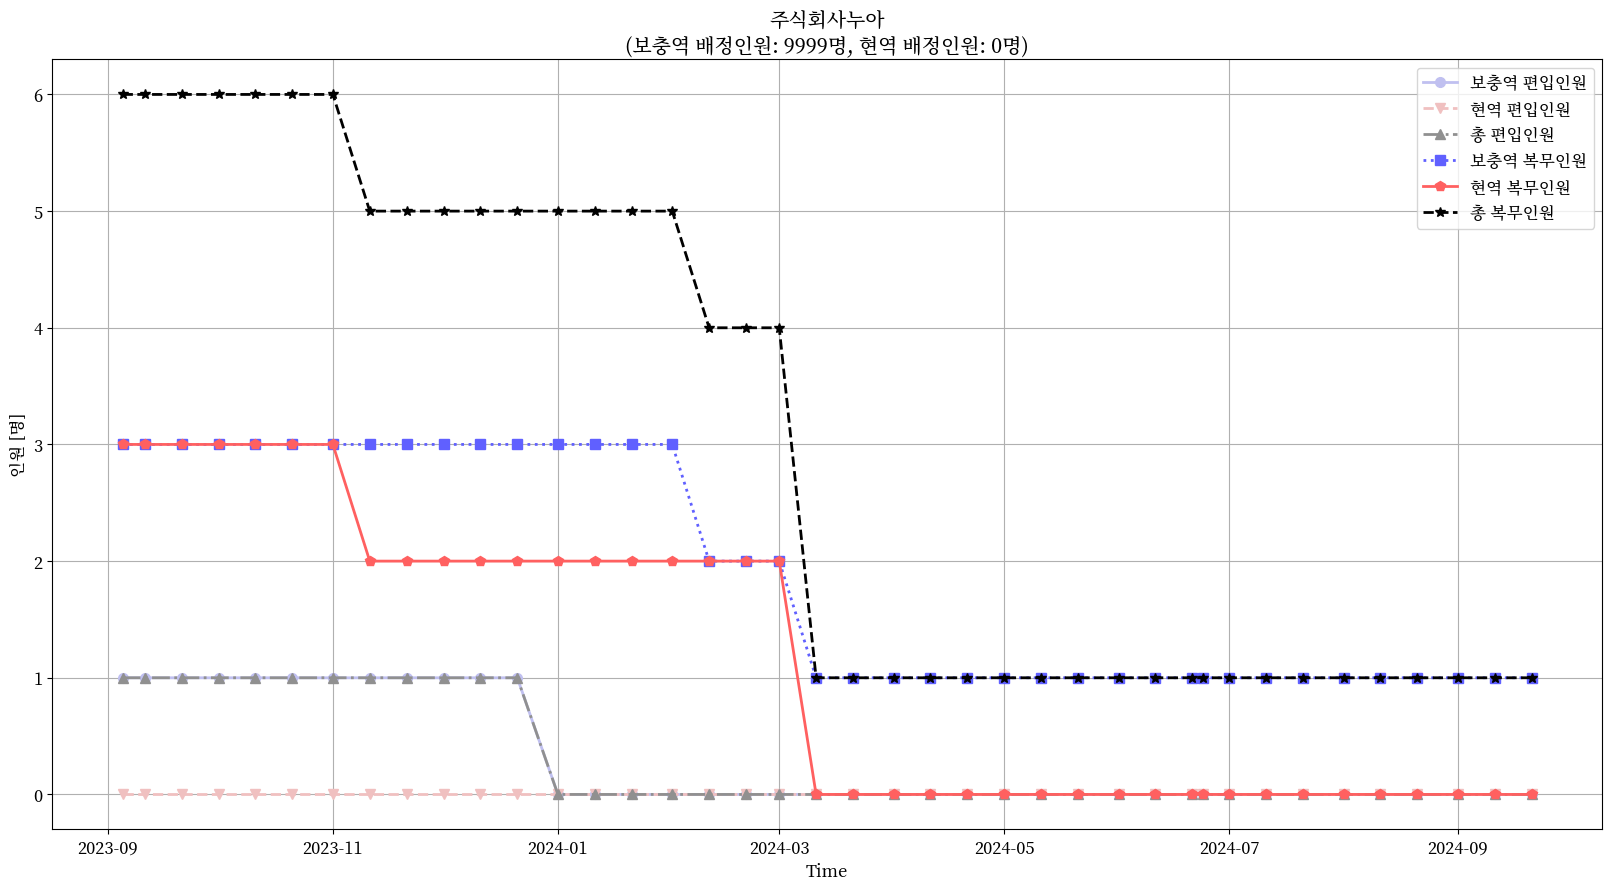 주식회사누아
(보충역 배정인원: 9999명, 현역 배정인원: 0명)
보충역 편입인원
현역 편입인원
총 편입인원
보충역 복무인원
현역 복무인원
총 복무인원
인원 [명]
6
5
4
3
2
1
0
2023-09
2023-11
2024-01
2024-03
2024-05
2024-07
2024-09
Time